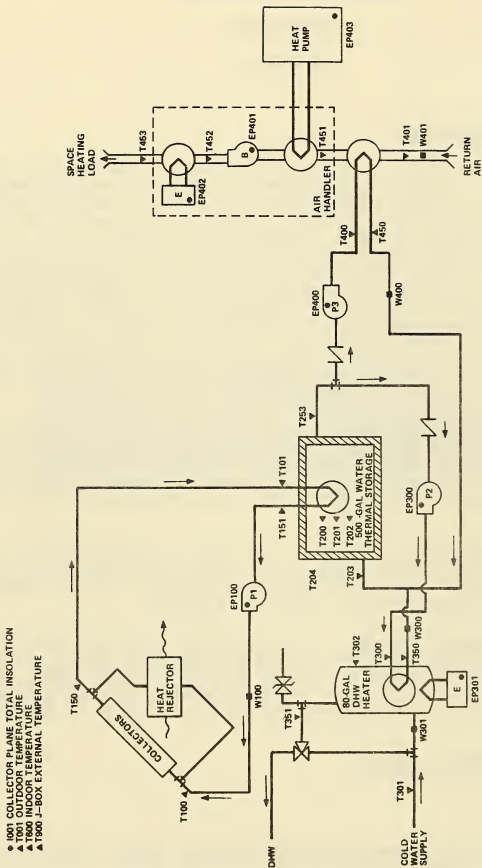 ● I001 COLLECTOR PLANE TOTAL INSOLATION
▲ T001 OUTDOOR TEMPERATURE
▲ T600 INDOOR TEMPERATURE
▲ T900 J-BOX EXTERNAL TEMPERATURE
T150
COLLECTORS
HEAT
REJECTOR
T100
W100
EP100
P1
T151
T101
T200
T201
T202
500-GAL WATER
THERMAL STORAGE
T204
T203
T253
EP400
P3
EP300
P2
T400
T450
W400
SPACE
HEATING
LOAD
T453
E
EP402
T452
EP401
B
T451
AIR
HANDLER
HEAT
PUMP
EP403
T401
W401
RETURN
AIR
DHW
T351
T302
80-GAL
DHW
HEATER
T300
T350
W300
E
EP301
W301
T301
COLD
WATER
SUPPLY